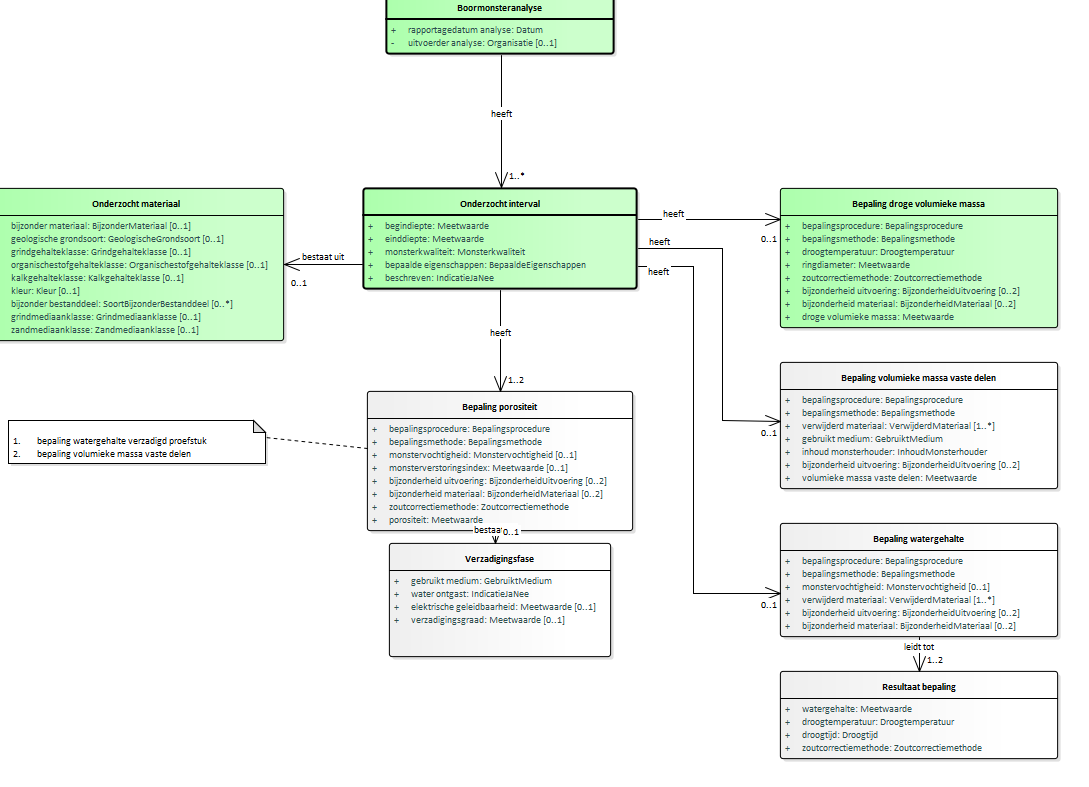 Boormonsteranalyse
+ rapportagedatum analyse: Datum
- uitvoerder analyse: Organisatie [0..1]
heeft
1..*
Onderzocht materiaal
bijzonder materiaal: BijzonderMateriaal [0..1]
geologische grondsoort: GeologischeGrondsoort [0..1]
grindgehalteklasse: Grindgehalteklasse [0..1]
organischestofgehalteklasse: Organischestofgehalteklasse [0..1]
kalkgehalteklasse: Kalkgehalteklasse [0..1]
kleur: Kleur [0..1]
bijzonder bestanddeel: SoortBijzonderBestanddeel [0..*]
grindmediaanklasse: Grindmediaanklasse [0..1]
zandmediaanklasse: Zandmediaanklasse [0..1]
bestaat uit
0..1
Onderzocht interval
+ begindiepte: Meetwaarde
+ einddiepte: Meetwaarde
+ monsterkwaliteit: Monsterkwaliteit
+ bepaalde eigenschappen: BepaaldeEigenschappen
+ beschreven: IndicatieJaNee
heeft
0..1
heeft
heeft
Bepaling droge volumieke massa
+ bepalingsprocedure: Bepalingsprocedure
+ bepalingsmethode: Bepalingsmethode
+ droogtemperatuur: Droogtemperatuur
+ ringdiameter: Meetwaarde
+ zoutcorrectiemethode: Zoutcorrectiemethode
+ bijzonderheid uitvoering: BijzonderheidUitvoering [0..2]
+ bijzonderheid materiaal: BijzonderheidMateriaal [0..2]
+ droge volumieke massa: Meetwaarde
heeft
1..2
0..1
Bepaling volumieke massa vaste delen
+ bepalingsprocedure: Bepalingsprocedure
+ bepalingsmethode: Bepalingsmethode
+ verwijderd materiaal: VerwijderdMateriaal [1..*]
+ gebruikt medium: GebruiktMedium
+ inhoud monsterhouder: InhoudMonsterhouder
+ bijzonderheid uitvoering: BijzonderheidUitvoering [0..2]
+ volumieke massa vaste delen: Meetwaarde
1. bepaling watergehalte verzadigd proefstuk
2. bepaling volumieke massa vaste delen
Bepaling porositeit
+ bepalingsprocedure: Bepalingsprocedure
+ bepalingsmethode: Bepalingsmethode
+ monstervochtigheid: Monstervochtigheid [0..1]
+ monsterverstoringsindex: Meetwaarde [0..1]
+ bijzonderheid uitvoering: BijzonderheidUitvoering [0..2]
+ bijzonderheid materiaal: BijzonderheidMateriaal [0..2]
+ zoutcorrectiemethode: Zoutcorrectiemethode
+ porositeit: Meetwaarde
0..1
Verzadigingsfase
+ gebruikt medium: GebruiktMedium
+ water ontgast: IndicatieJaNee
+ elektrische geleidbaarheid: Meetwaarde [0..1]
+ verzadigingsgraad: Meetwaarde [0..1]
0..1
Bepaling watergehalte
+ bepalingsprocedure: Bepalingsprocedure
+ bepalingsmethode: Bepalingsmethode
+ monstervochtigheid: Monstervochtigheid [0..1]
+ verwijderd materiaal: VerwijderdMateriaal [1..*]
+ bijzonderheid uitvoering: BijzonderheidUitvoering [0..2]
+ bijzonderheid materiaal: BijzonderheidMateriaal [0..2]
leidt tot
1..2
Resultaat bepaling
+ watergehalte: Meetwaarde
+ droogtemperatuur: Droogtemperatuur
+ droogtijd: Droogtijd
+ zoutcorrectiemethode: Zoutcorrectiemethode